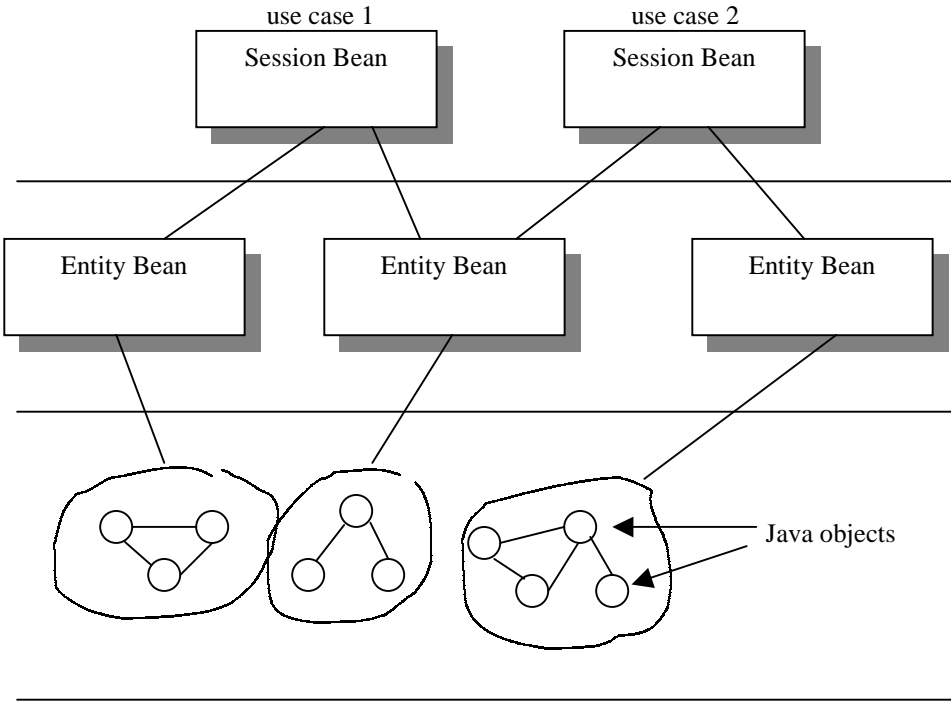 use case 1
use case 2
Session Bean
Session Bean
Entity Bean
Entity Bean
Entity Bean
Java objects